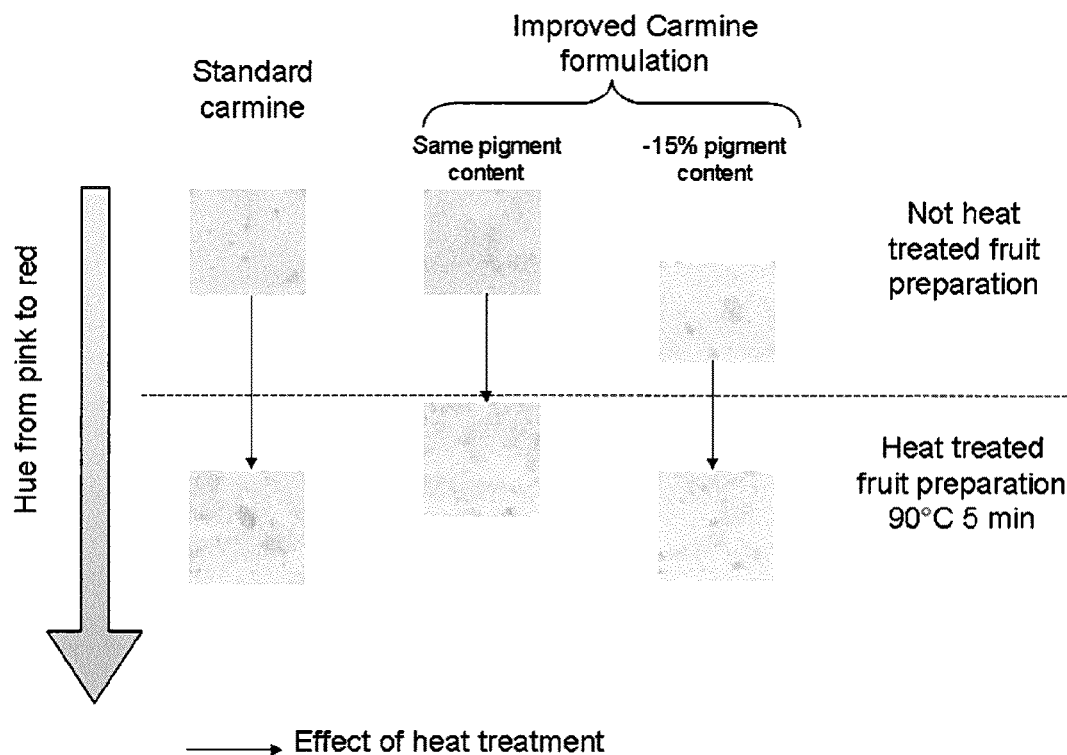 Improved Carmine
formulation
Standard
carmine
Same pigment
content
-15% pigment
content
Hue from pink to red
Not heat
treated fruit
preparation
Heat treated
fruit preparation
90°C 5 min
Effect of heat treatment